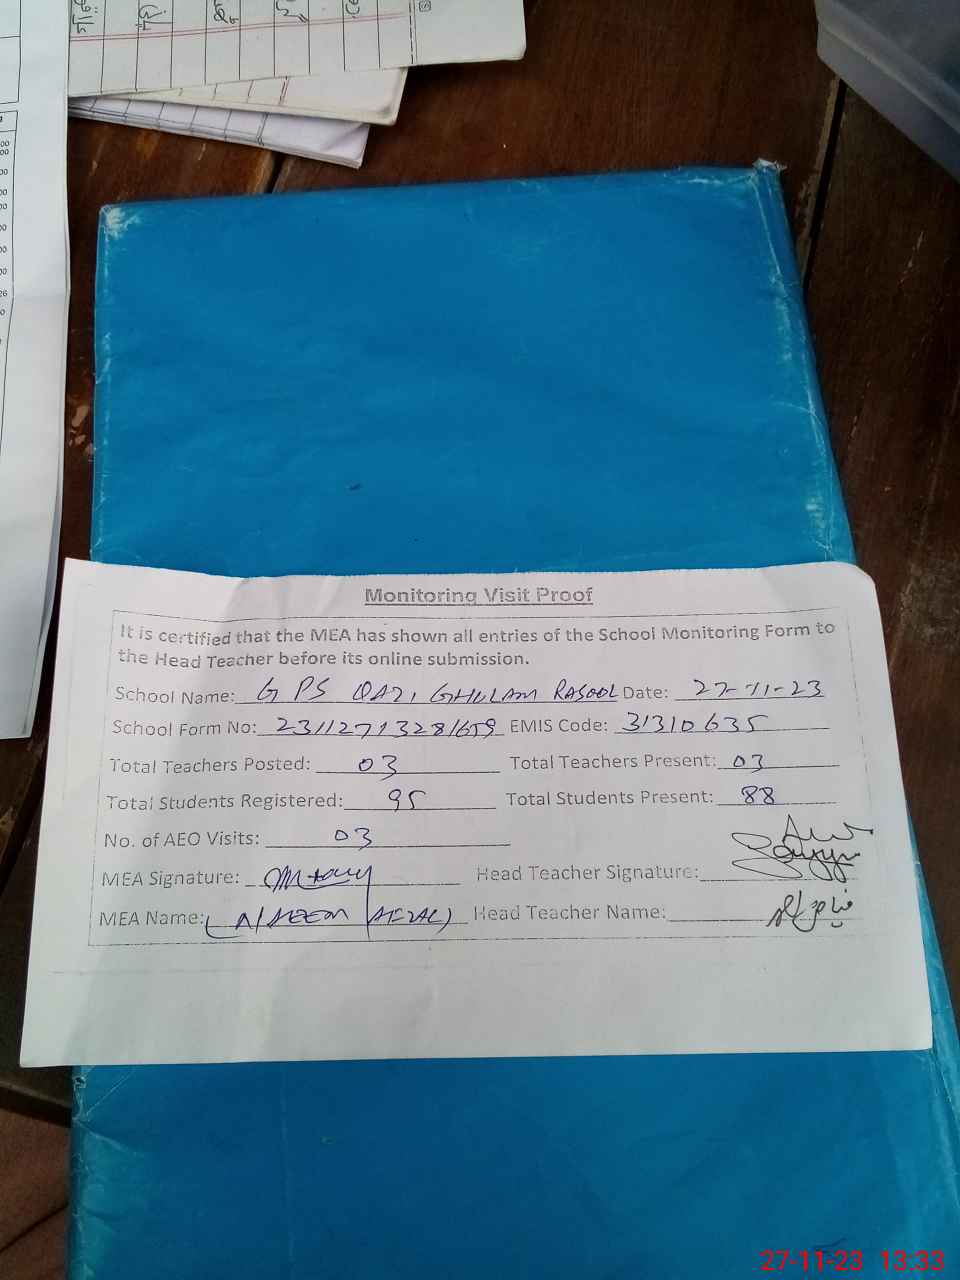 Monitoring Visit Proof
It is certified that the MEA has shown all entries of the School Monitoring Form to
the Head Teacher before its online submission.
School Name: GPS QAZI GHULAM RASOOL Date: 27-11-23
School Form No: 23112713281659 EMIS Code: 31310635
Total Teachers Posted: 03 Total Teachers Present: 03
Total Students Registered: 95 Total Students Present: 88
No. of AEO Visits: 03
MEA Signature: Head Teacher Signature:
MEA Name: (NAEEM AFZAL) Head Teacher Name:
27-11-23 13:33